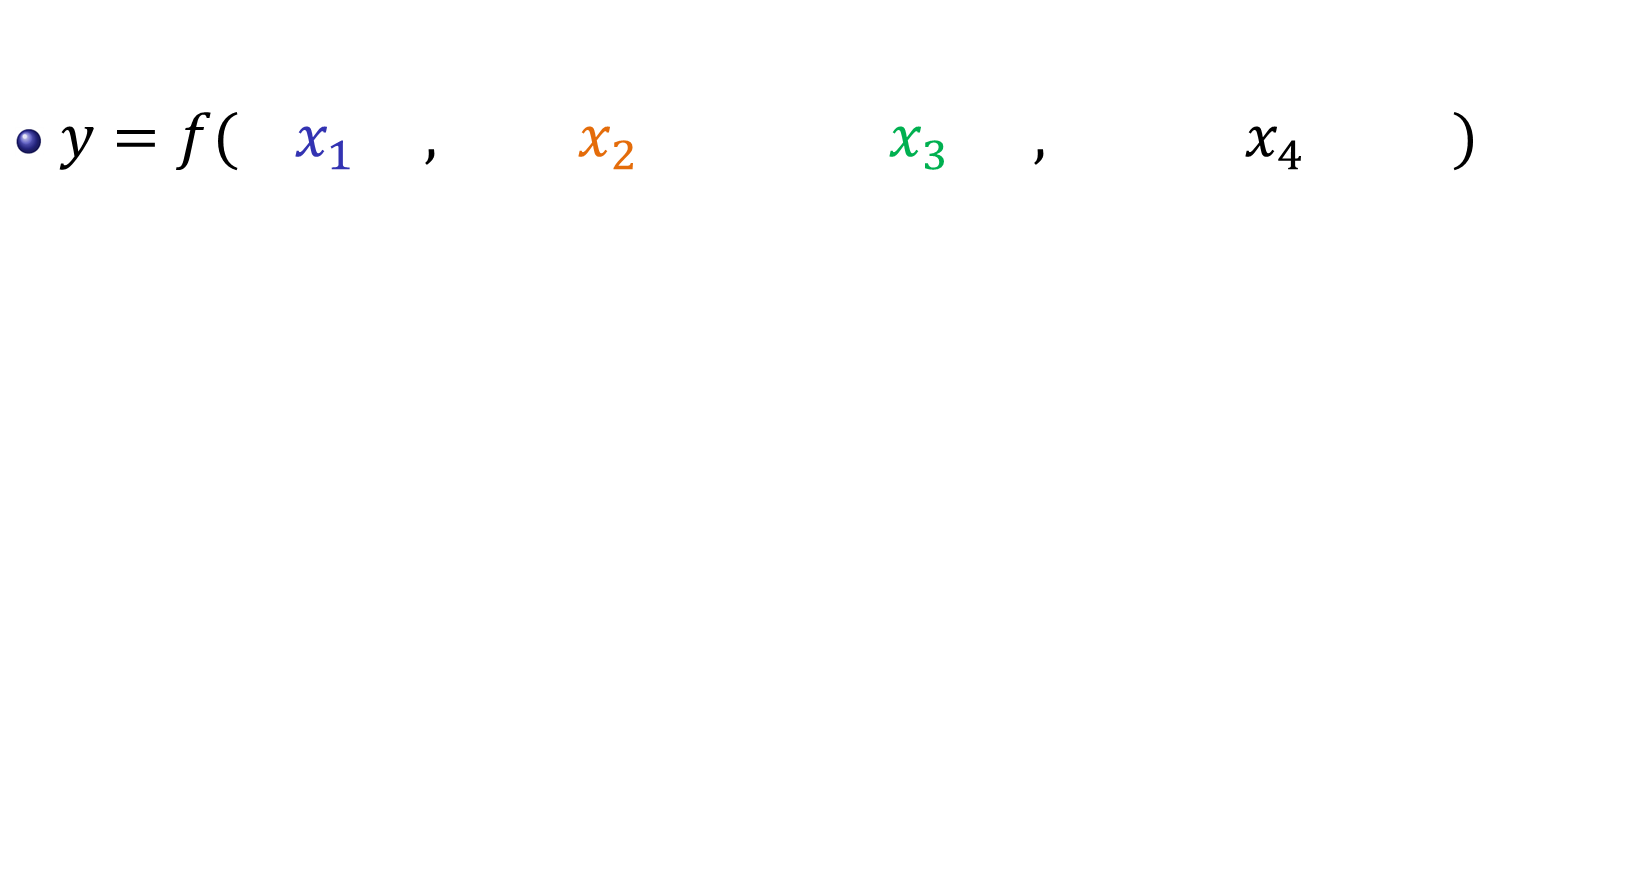 • y = f( x₁ , x₂ x₃ , x₄ )